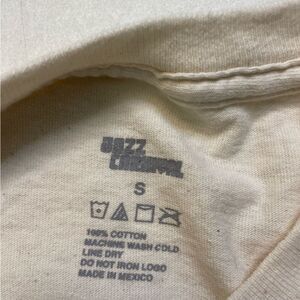 JAZZ
CARNIVAL
S
100% COTTON
MACHINE WASH COLD
LINE DRY
DO NOT IRON LOGO
MADE IN MEXICO